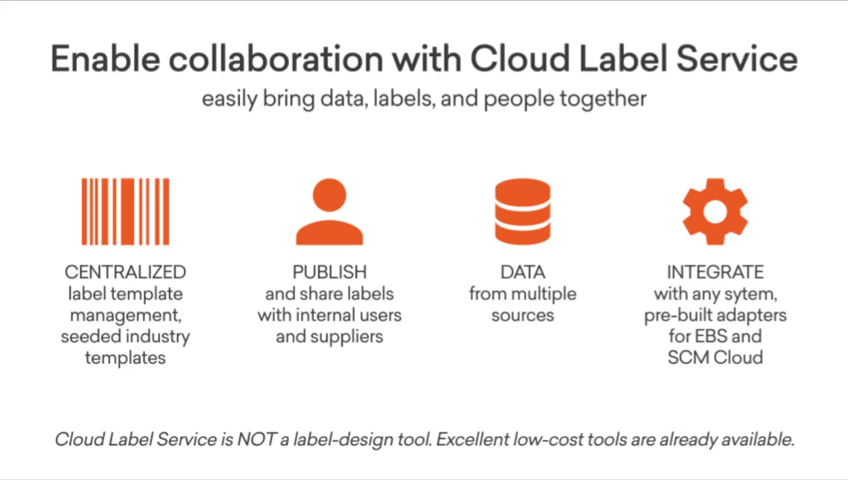 Enable collaboration with Cloud Label Service
easily bring data, labels, and people together
CENTRALIZED
label template
management,
seeded industry
templates
PUBLISH
and share labels
with internal users
and suppliers
DATA
from multiple
sources
INTEGRATE
with any sytem,
pre-built adapters
for EBS and
SCM Cloud
Cloud Label Service is NOT a label-design tool. Excellent low-cost tools are already available.